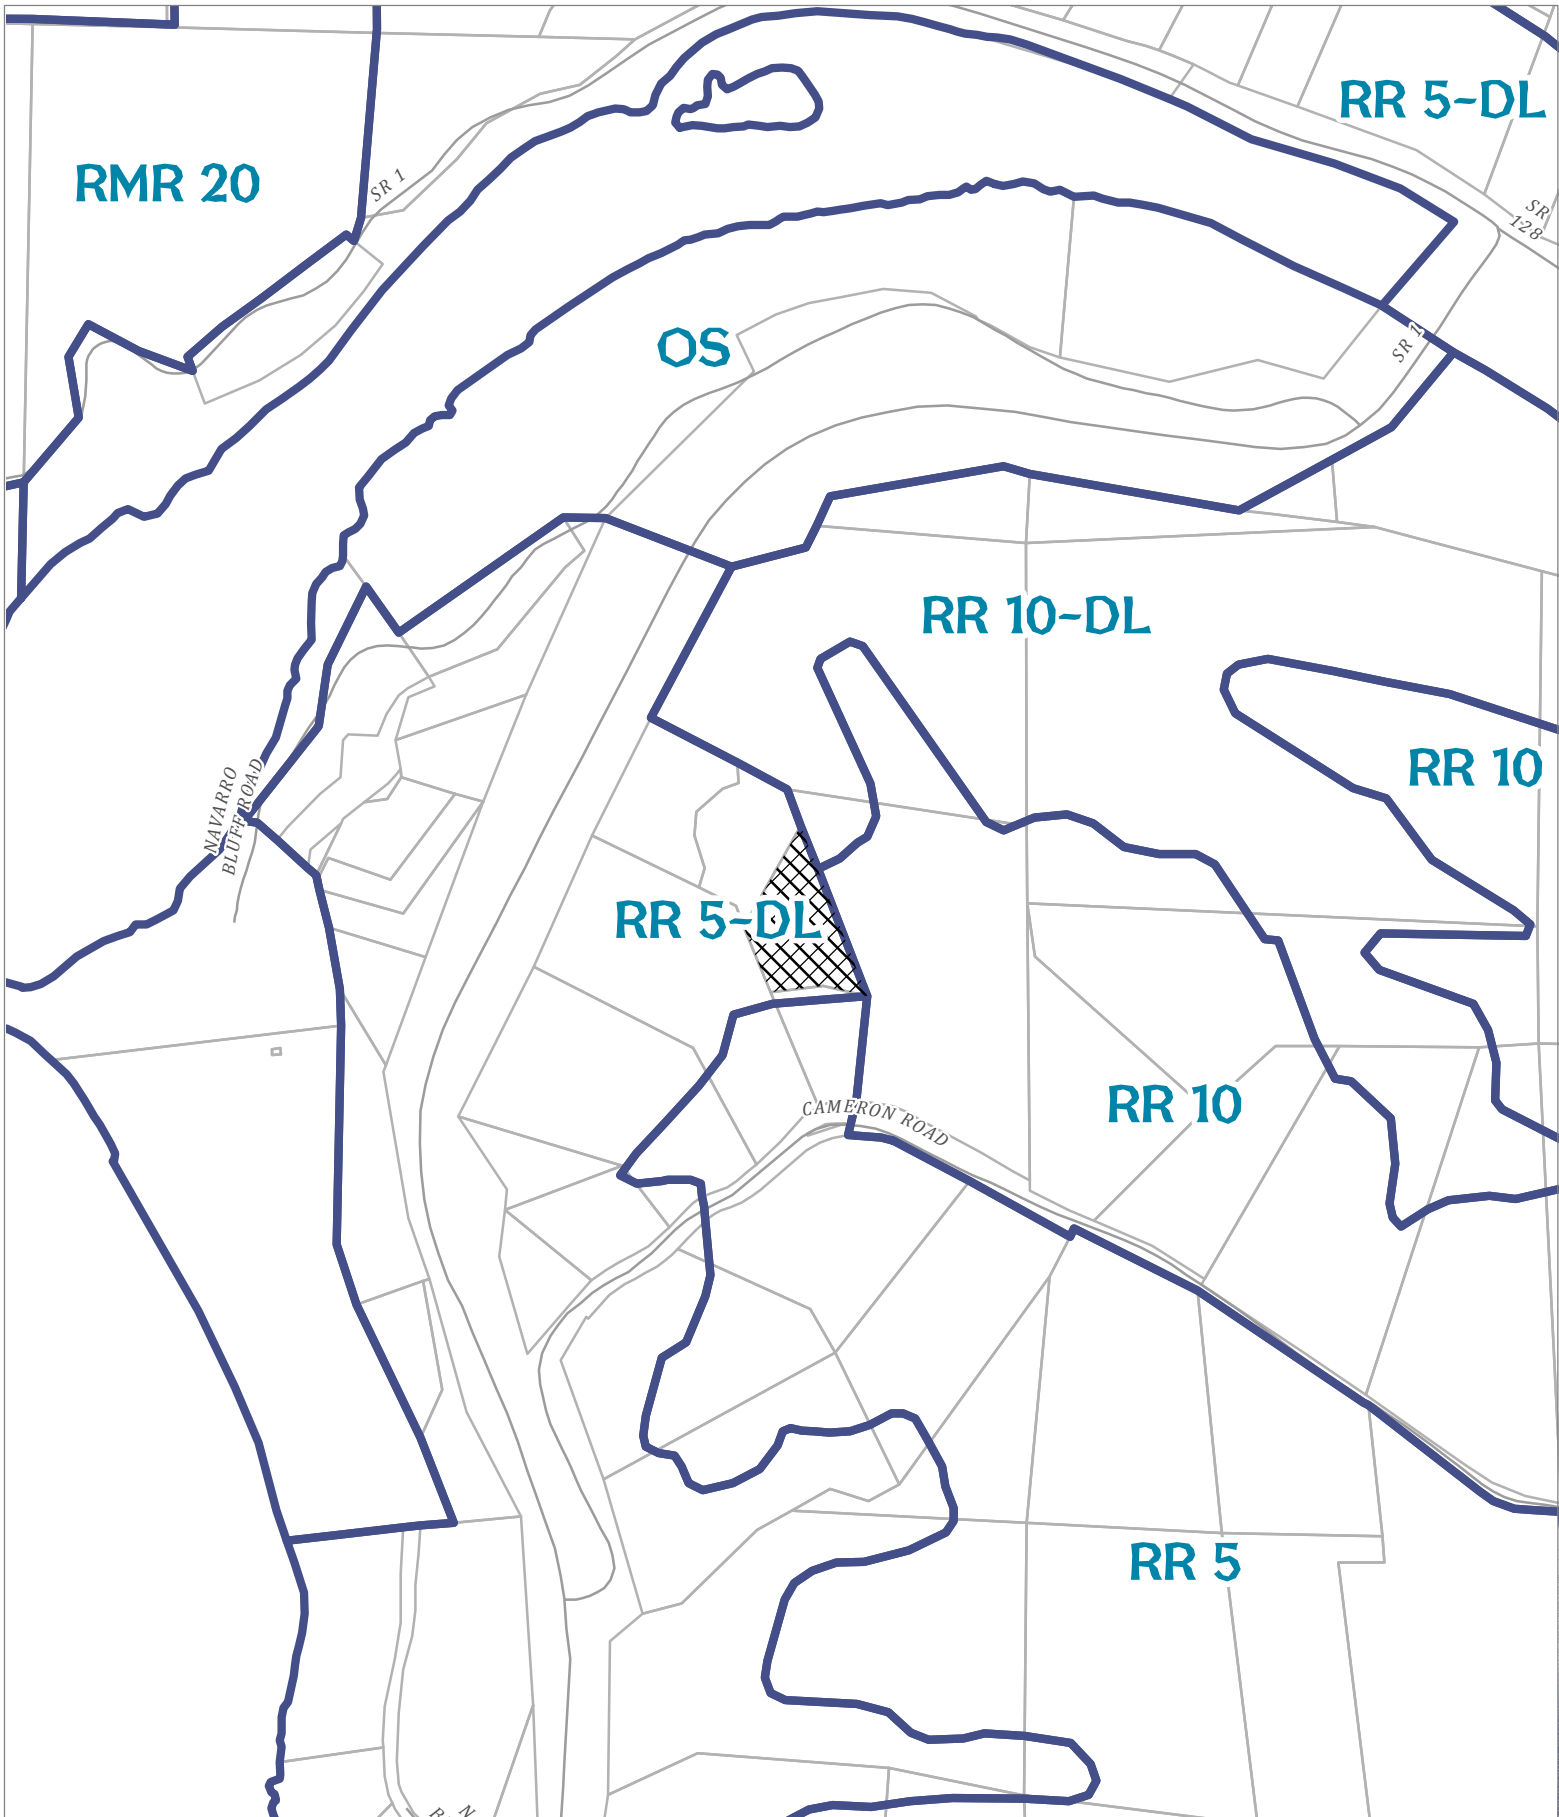 RR 5-DL
RMR 20
SR 1
SR
128
OS
SR 1
RR 10-DL
RR 10
NAVARRO
BLUFF ROAD
RR 5-DL
RR 10
CAMERON ROAD
RR 5